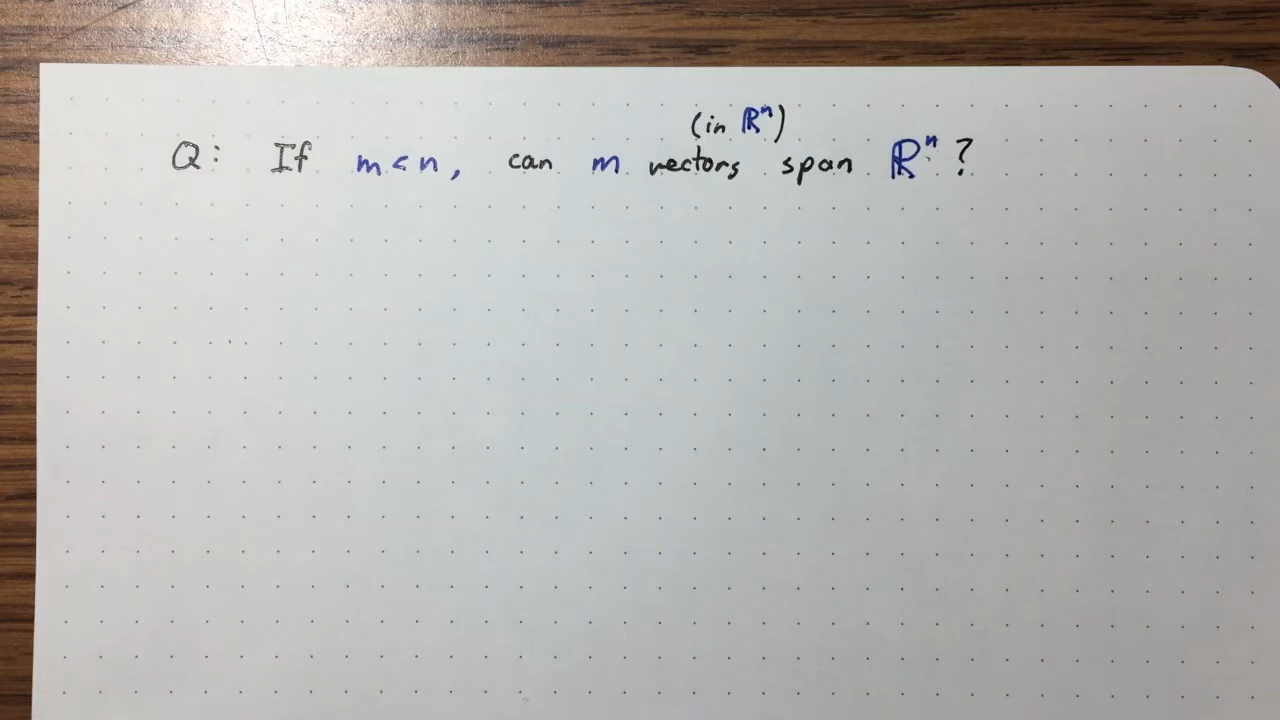 (in ℝⁿ)
Q: If m<n, can m vectors span ℝⁿ?